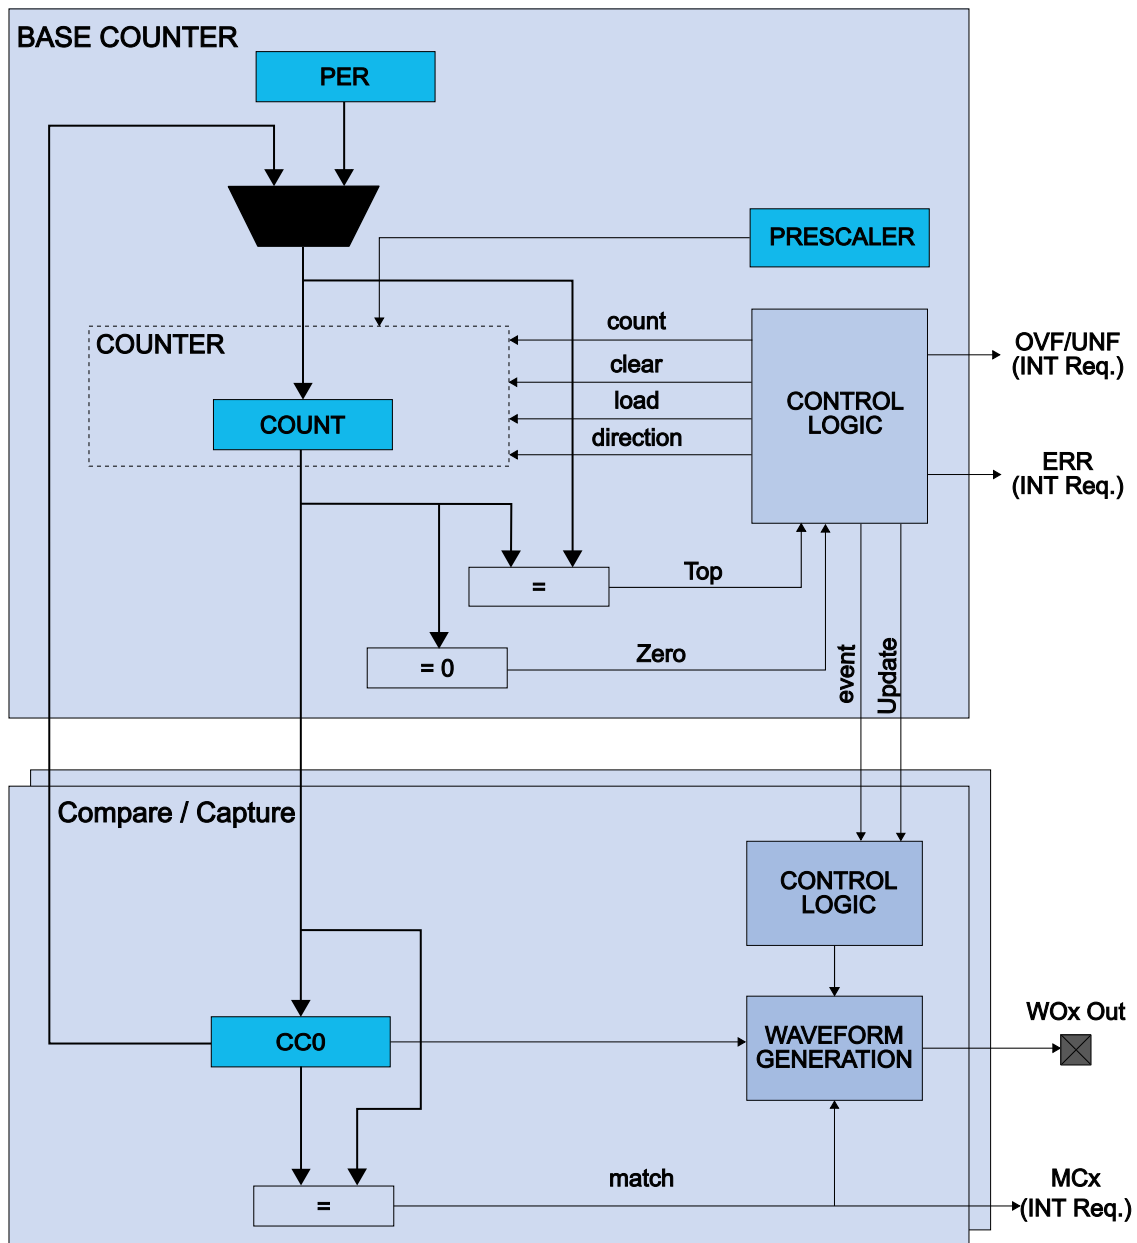 BASE COUNTER
PER
PRESCALER
COUNTER
count
clear
load
direction
COUNT
CONTROL
LOGIC
OVF/UNF
(INT Req.)
ERR
(INT Req.)
=
Top
= 0
Zero
event
Update
Compare / Capture
CONTROL
LOGIC
CC0
WAVEFORM
GENERATION
WOx Out
=
match
MCx
(INT Req.)